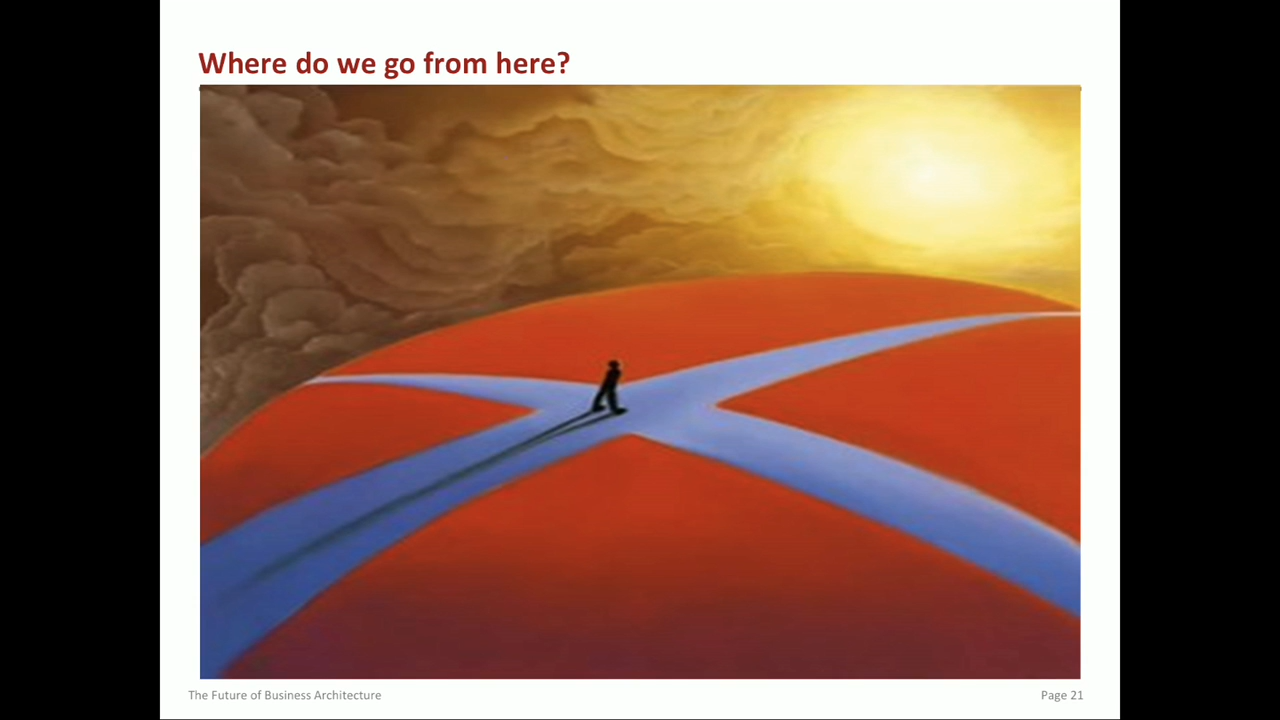 Where do we go from here?
The Future of Business Architecture
Page 21